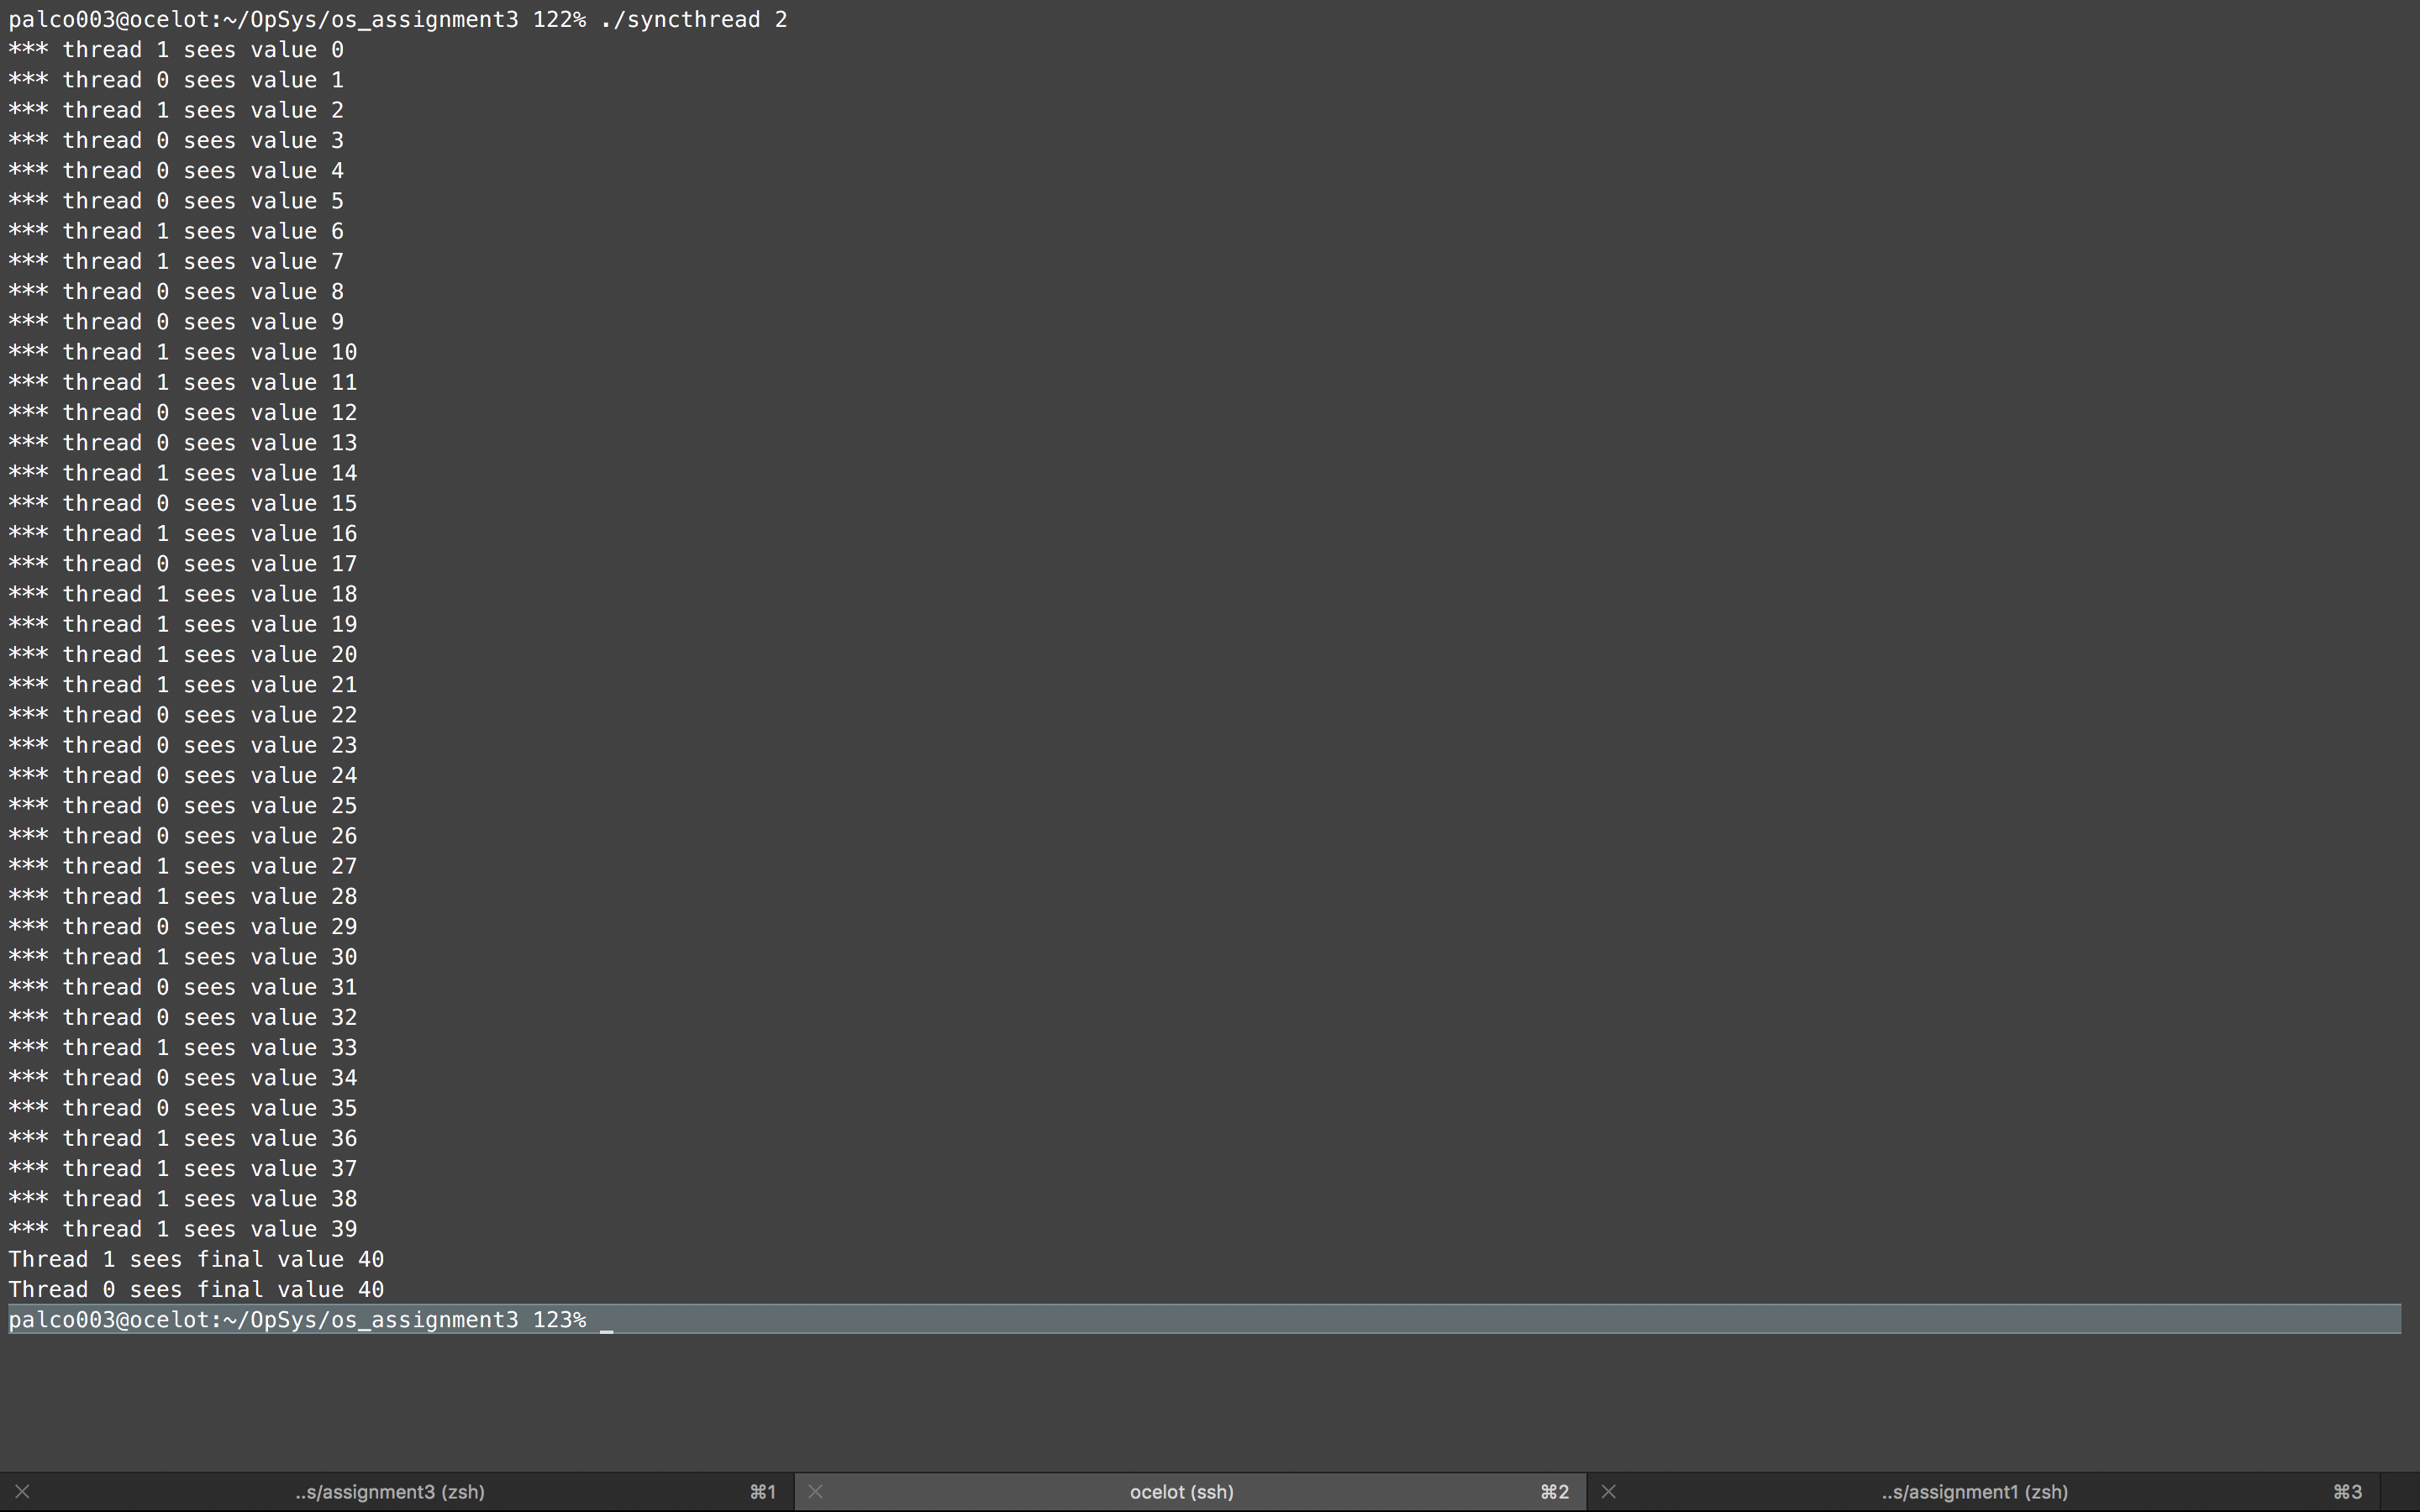 palco003@ocelot:~/OpSys/os_assignment3 122% ./syncthread 2
*** thread 1 sees value 0
*** thread 0 sees value 1
*** thread 1 sees value 2
*** thread 0 sees value 3
*** thread 0 sees value 4
*** thread 0 sees value 5
*** thread 1 sees value 6
*** thread 1 sees value 7
*** thread 0 sees value 8
*** thread 0 sees value 9
*** thread 1 sees value 10
*** thread 1 sees value 11
*** thread 0 sees value 12
*** thread 0 sees value 13
*** thread 1 sees value 14
*** thread 0 sees value 15
*** thread 1 sees value 16
*** thread 0 sees value 17
*** thread 1 sees value 18
*** thread 1 sees value 19
*** thread 1 sees value 20
*** thread 1 sees value 21
*** thread 0 sees value 22
*** thread 0 sees value 23
*** thread 0 sees value 24
*** thread 0 sees value 25
*** thread 0 sees value 26
*** thread 1 sees value 27
*** thread 1 sees value 28
*** thread 0 sees value 29
*** thread 1 sees value 30
*** thread 0 sees value 31
*** thread 0 sees value 32
*** thread 1 sees value 33
*** thread 0 sees value 34
*** thread 0 sees value 35
*** thread 1 sees value 36
*** thread 1 sees value 37
*** thread 1 sees value 38
*** thread 1 sees value 39
Thread 1 sees final value 40
Thread 0 sees final value 40
palco003@ocelot:~/OpSys/os_assignment3 123% _
..s/assignment3 (zsh) ⌘1 ocelot (ssh) ⌘2 ..s/assignment1 (zsh) ⌘3